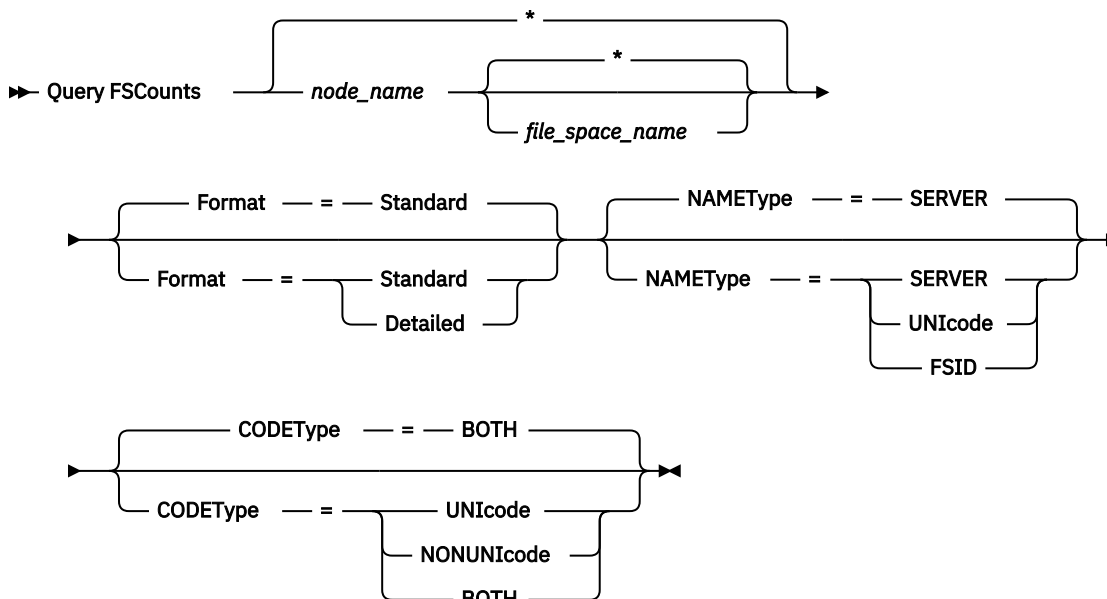 *
*
Query FSCounts node_name
file_space_name
Format = Standard NAMEType = SERVER
Format = Standard NAMEType = SERVER
Detailed UNIcode
FSID
CODEType = BOTH
CODEType = UNIcode
NONUNIcode
BOTH